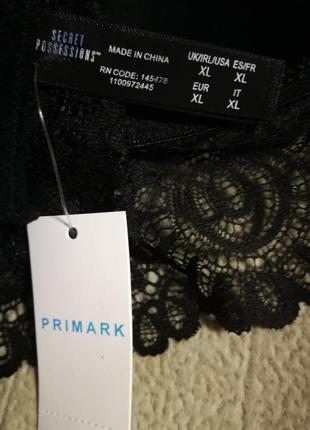 SECRET
POSSESSIONS™
MADE IN CHINA
RN CODE: 145478
1100972445
UK/IRL/USA ES/FR
XL XL
EUR IT
XL XL
PRIMARK